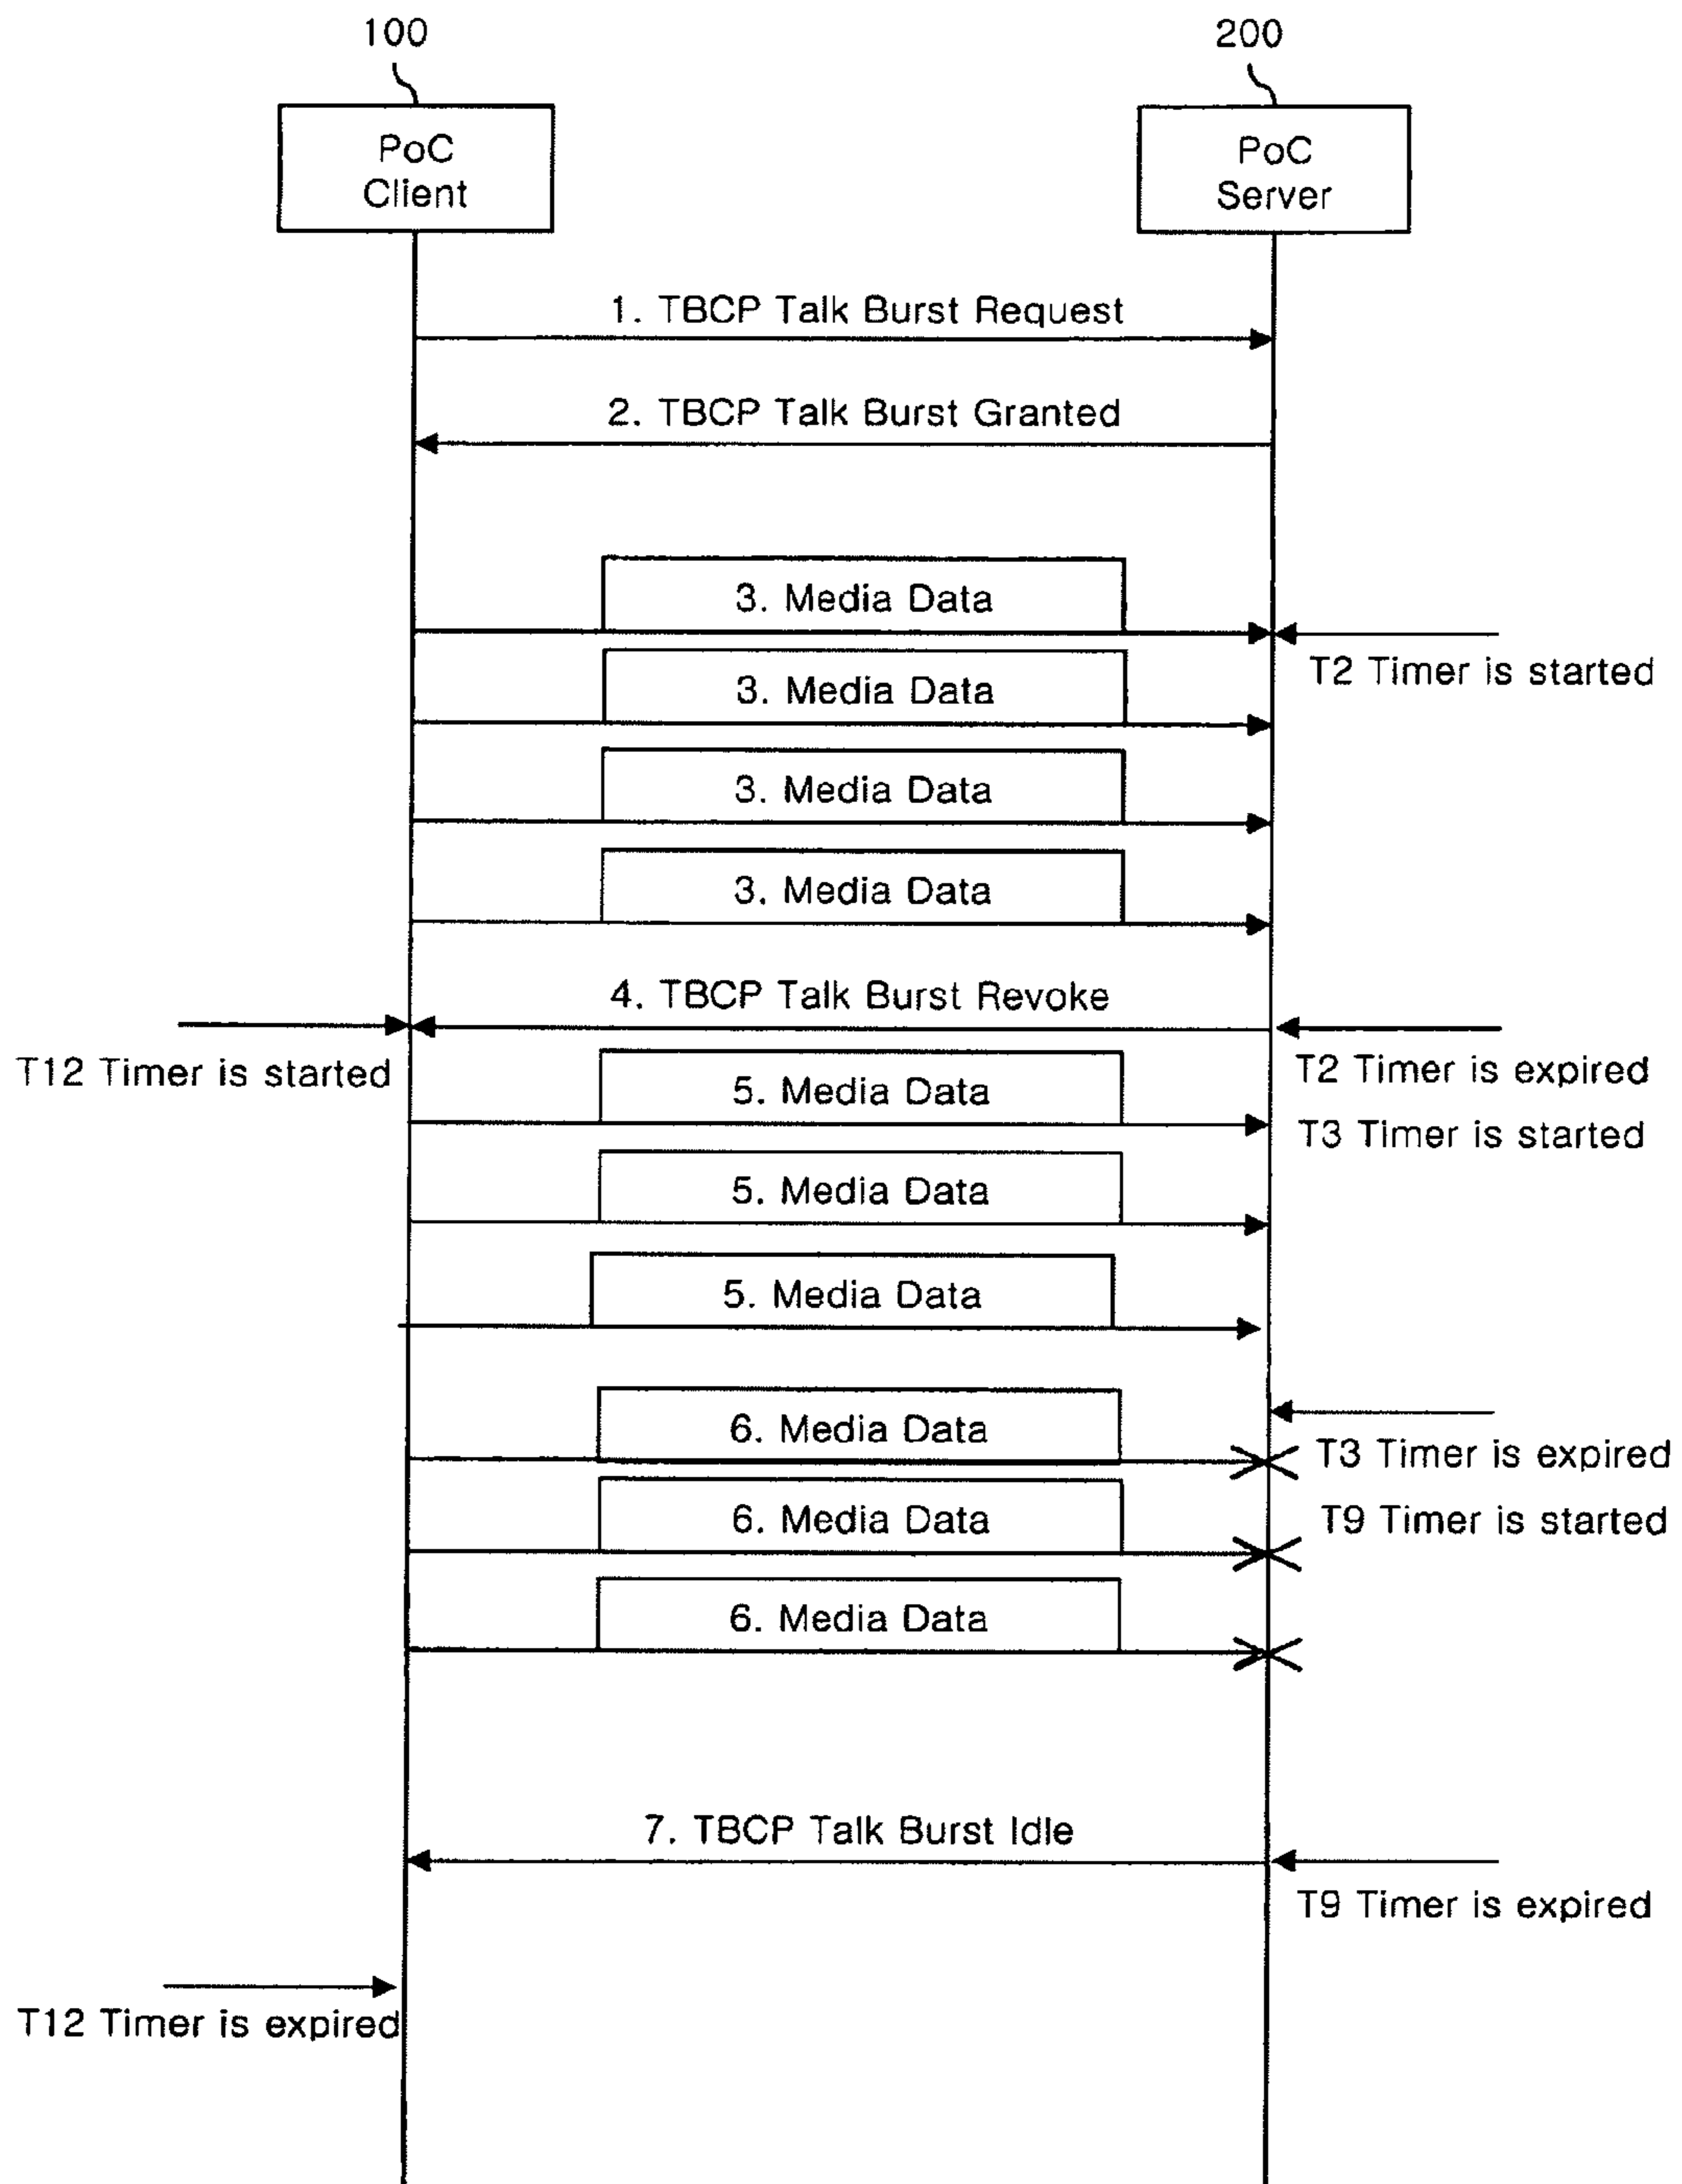 100
200
PoC
Client
PoC
Server
1. TBCP Talk Burst Request
2. TBCP Talk Burst Granted
3. Media Data
T2 Timer is started
3. Media Data
3. Media Data
3. Media Data
4. TBCP Talk Burst Revoke
T12 Timer is started
T2 Timer is expired
5. Media Data
T3 Timer is started
5. Media Data
5. Media Data
6. Media Data
T3 Timer is expired
6. Media Data
T9 Timer is started
6. Media Data
7. TBCP Talk Burst Idle
T9 Timer is expired
T12 Timer is expired